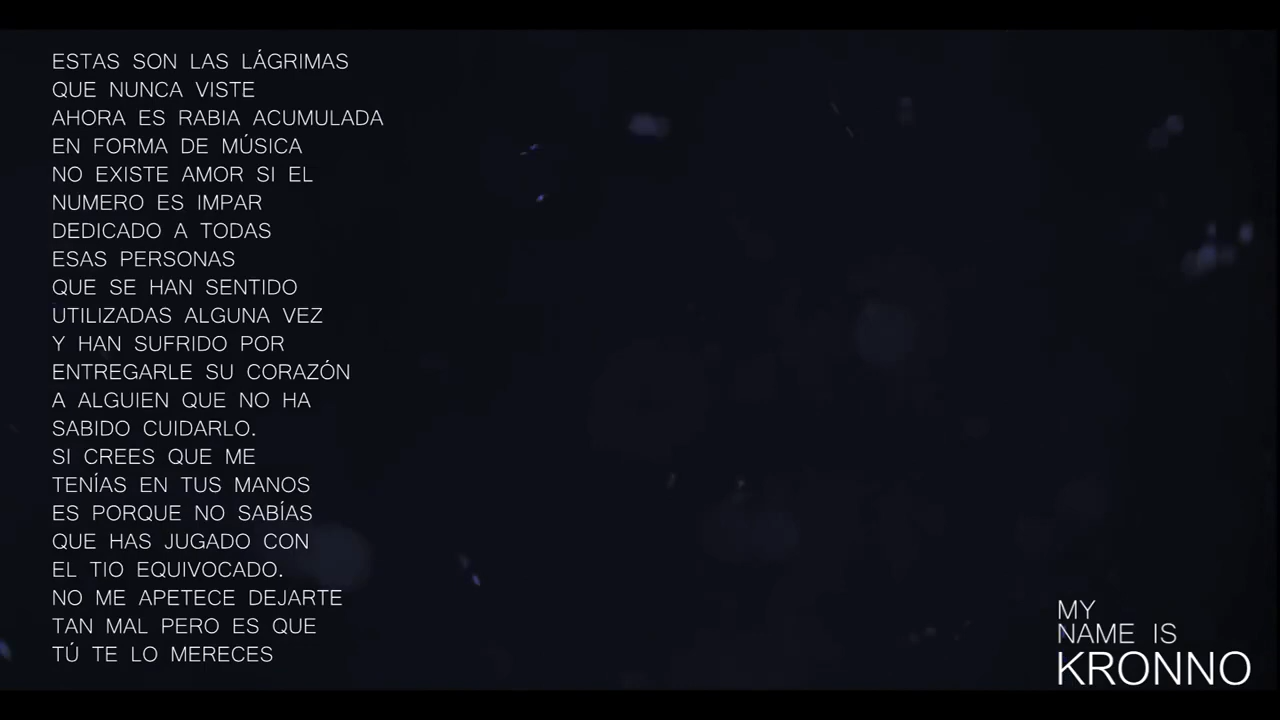 ESTAS SON LAS LÁGRIMAS
QUE NUNCA VISTE
AHORA ES RABIA ACUMULADA
EN FORMA DE MÚSICA
NO EXISTE AMOR SI EL
NUMERO ES IMPAR
DEDICADO A TODAS
ESAS PERSONAS
QUE SE HAN SENTIDO
UTILIZADAS ALGUNA VEZ
Y HAN SUFRIDO POR
ENTREGARLE SU CORAZÓN
A ALGUIEN QUE NO HA
SABIDO CUIDARLO.
SI CREES QUE ME
TENÍAS EN TUS MANOS
ES PORQUE NO SABÍAS
QUE HAS JUGADO CON
EL TIO EQUIVOCADO.
NO ME APETECE DEJARTE
TAN MAL PERO ES QUE
TÚ TE LO MERECES
MY
NAME IS
KRONNO